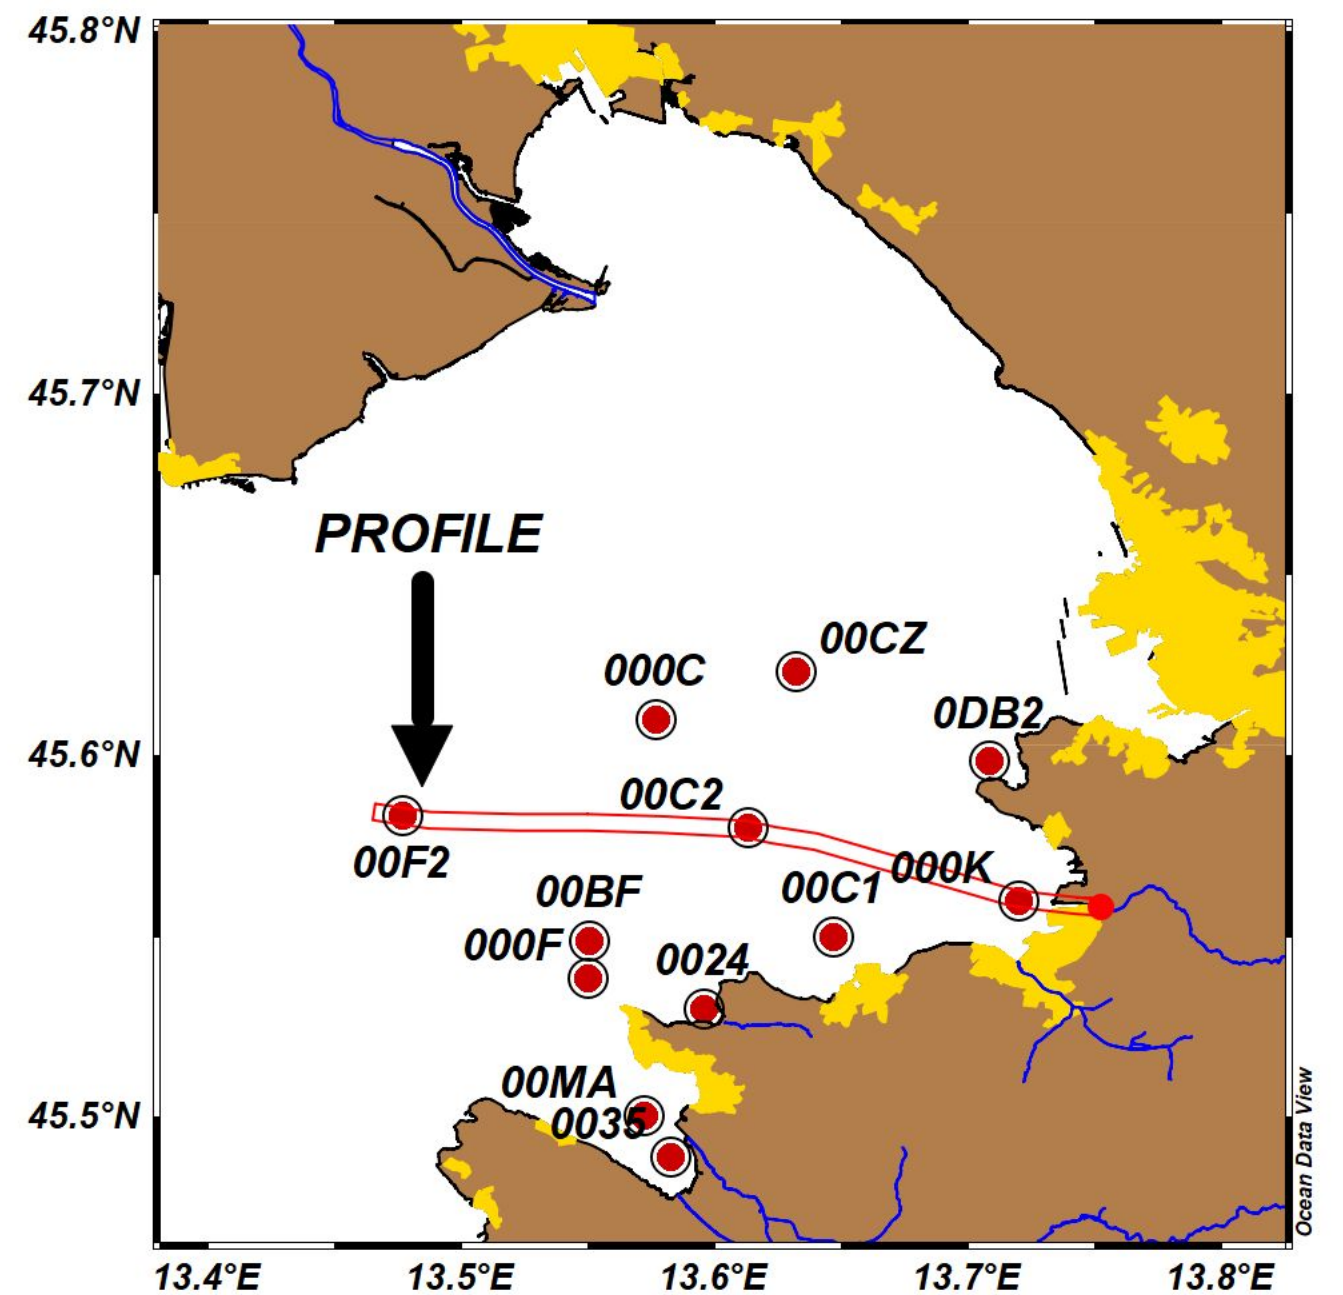 45.8°N
45.7°N
PROFILE
00CZ
000C
0DB2
45.6°N
00C2
00F2
000K
00C1
00BF
000F
0024
00MA
0035
45.5°N
Ocean Data View
13.4°E
13.5°E
13.6°E
13.7°E
13.8°E